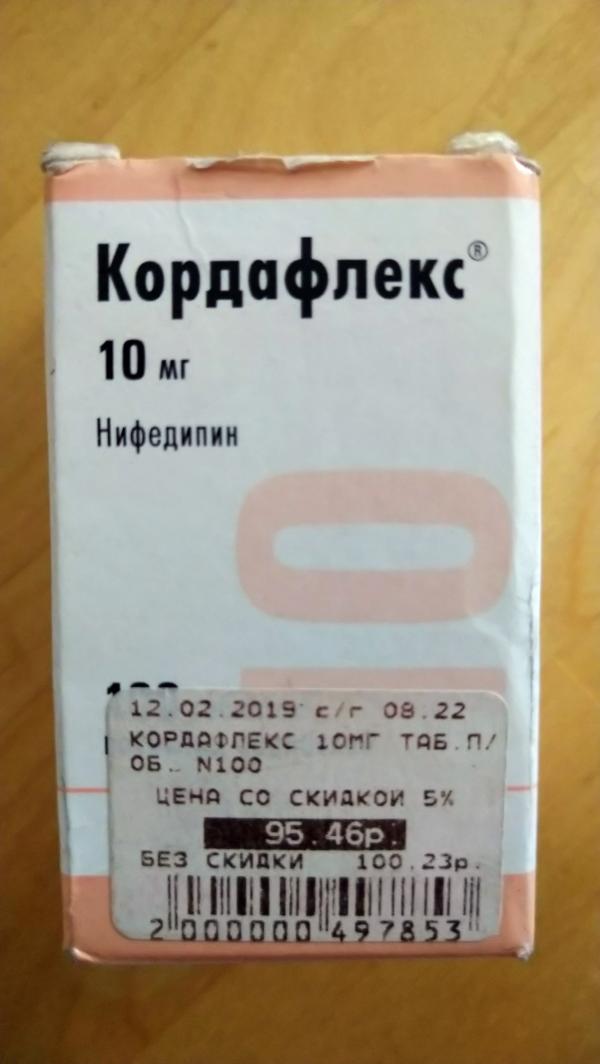 Кордафлекс®
10 мг
Нифедипин
10
12.02.2019 с/г 08.22
КОРДАФЛЕКС 10МГ ТАБ.П/
ОБ. N100
ЦЕНА СО СКИДКОЙ 5%
95.46р.
БЕЗ СКИДКИ 100.23р.
2 000000 497853